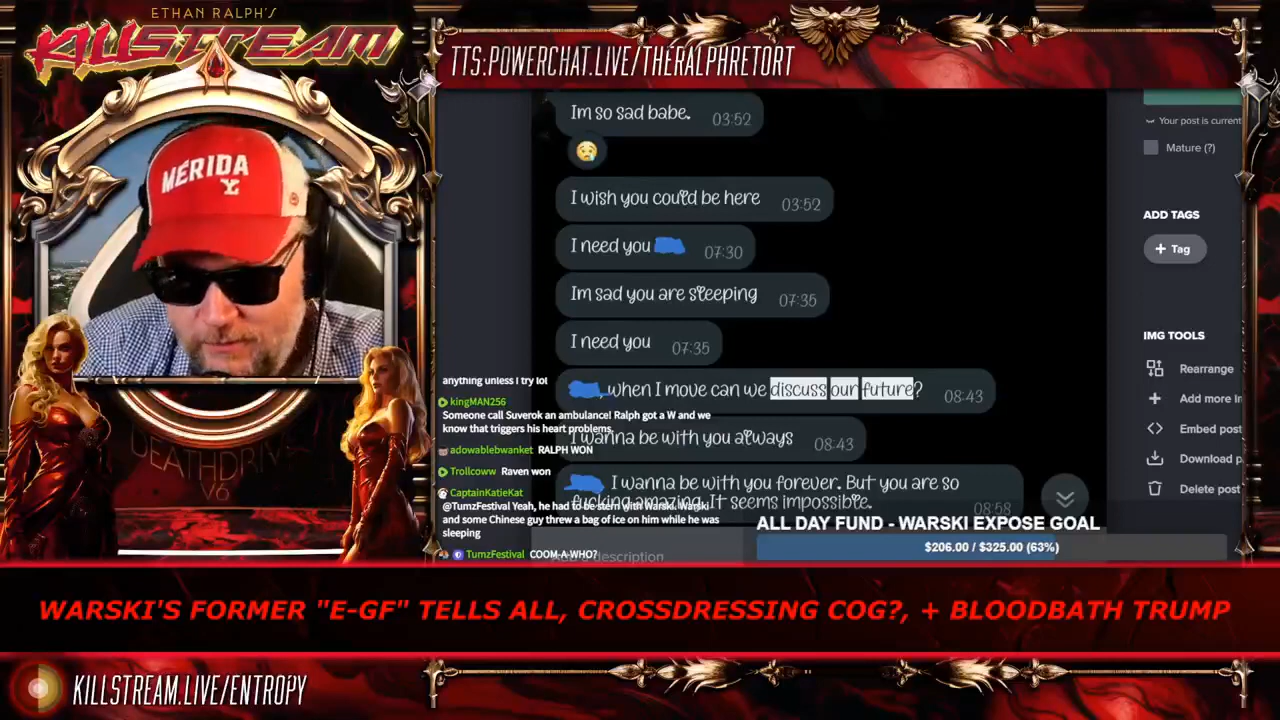 ETHAN RALPH'S
KILLSTREAM
TTS:POWERCHAT.LIVE/THERALPHRETORT
MÉRIDA
Y
DEATHDRIVE
V6
Im so sad babe. 03:52
I wish you could be here 03:52
I need you 07:30
Im sad you are sleeping 07:35
I need you 07:35
when I move can we discuss our future? 08:43
I wanna be with you always 08:43
I wanna be with you forever. But you are so
fucking amazing. It seems impossible. 08:58
Your post is current
Mature (?)
ADD TAGS
+ Tag
IMG TOOLS
Rearrange
Add more in
Embed post
Download p
Delete post
anything unless I try lol
kingMAN256
Someone call Suverok an ambulance! Ralph got a W and we
know that triggers his heart problems.
adowablebwanket RALPH WON
Trollcoww Raven won
CaptainKatieKat
@TumzFestival Yeah, he had to be stern with Warski. Warski
and some Chinese guy threw a bag of ice on him while he was
sleeping
TumzFestival COOM-A-WHO?
description
ALL DAY FUND - WARSKI EXPOSE GOAL
$206.00 / $325.00 (63%)
WARSKI'S FORMER "E-GF" TELLS ALL, CROSSDRESSING COG?, + BLOODBATH TRUMP
KILLSTREAM.LIVE/ENTROPY